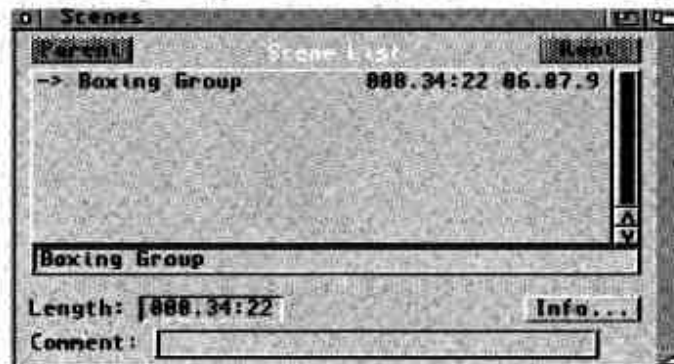 Scenes
Parent Scene List Root
-> Boxing Group 000.34:22 06.07.9
Boxing Group
Length: 000.34:22
Info...
Comment: